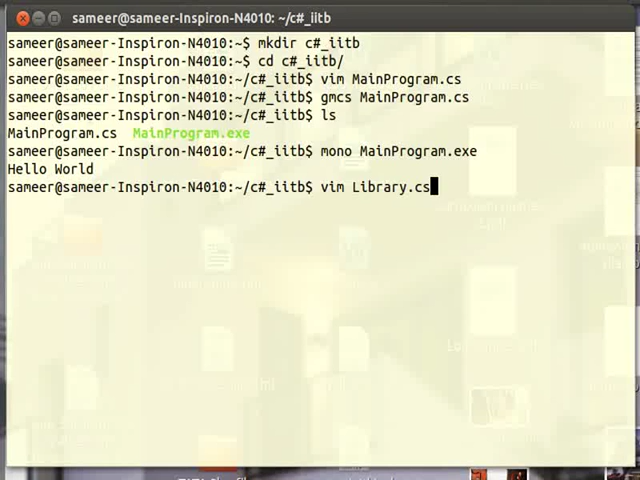 sameer@sameer-Inspiron-N4010: ~/c#_iitb
sameer@sameer-Inspiron-N4010:~$ mkdir c#_iitb
sameer@sameer-Inspiron-N4010:~$ cd c#_iitb/
sameer@sameer-Inspiron-N4010:~/c#_iitb$ vim MainProgram.cs
sameer@sameer-Inspiron-N4010:~/c#_iitb$ gmcs MainProgram.cs
sameer@sameer-Inspiron-N4010:~/c#_iitb$ ls
MainProgram.cs  MainProgram.exe
sameer@sameer-Inspiron-N4010:~/c#_iitb$ mono MainProgram.exe
Hello World
sameer@sameer-Inspiron-N4010:~/c#_iitb$ vim Library.cs